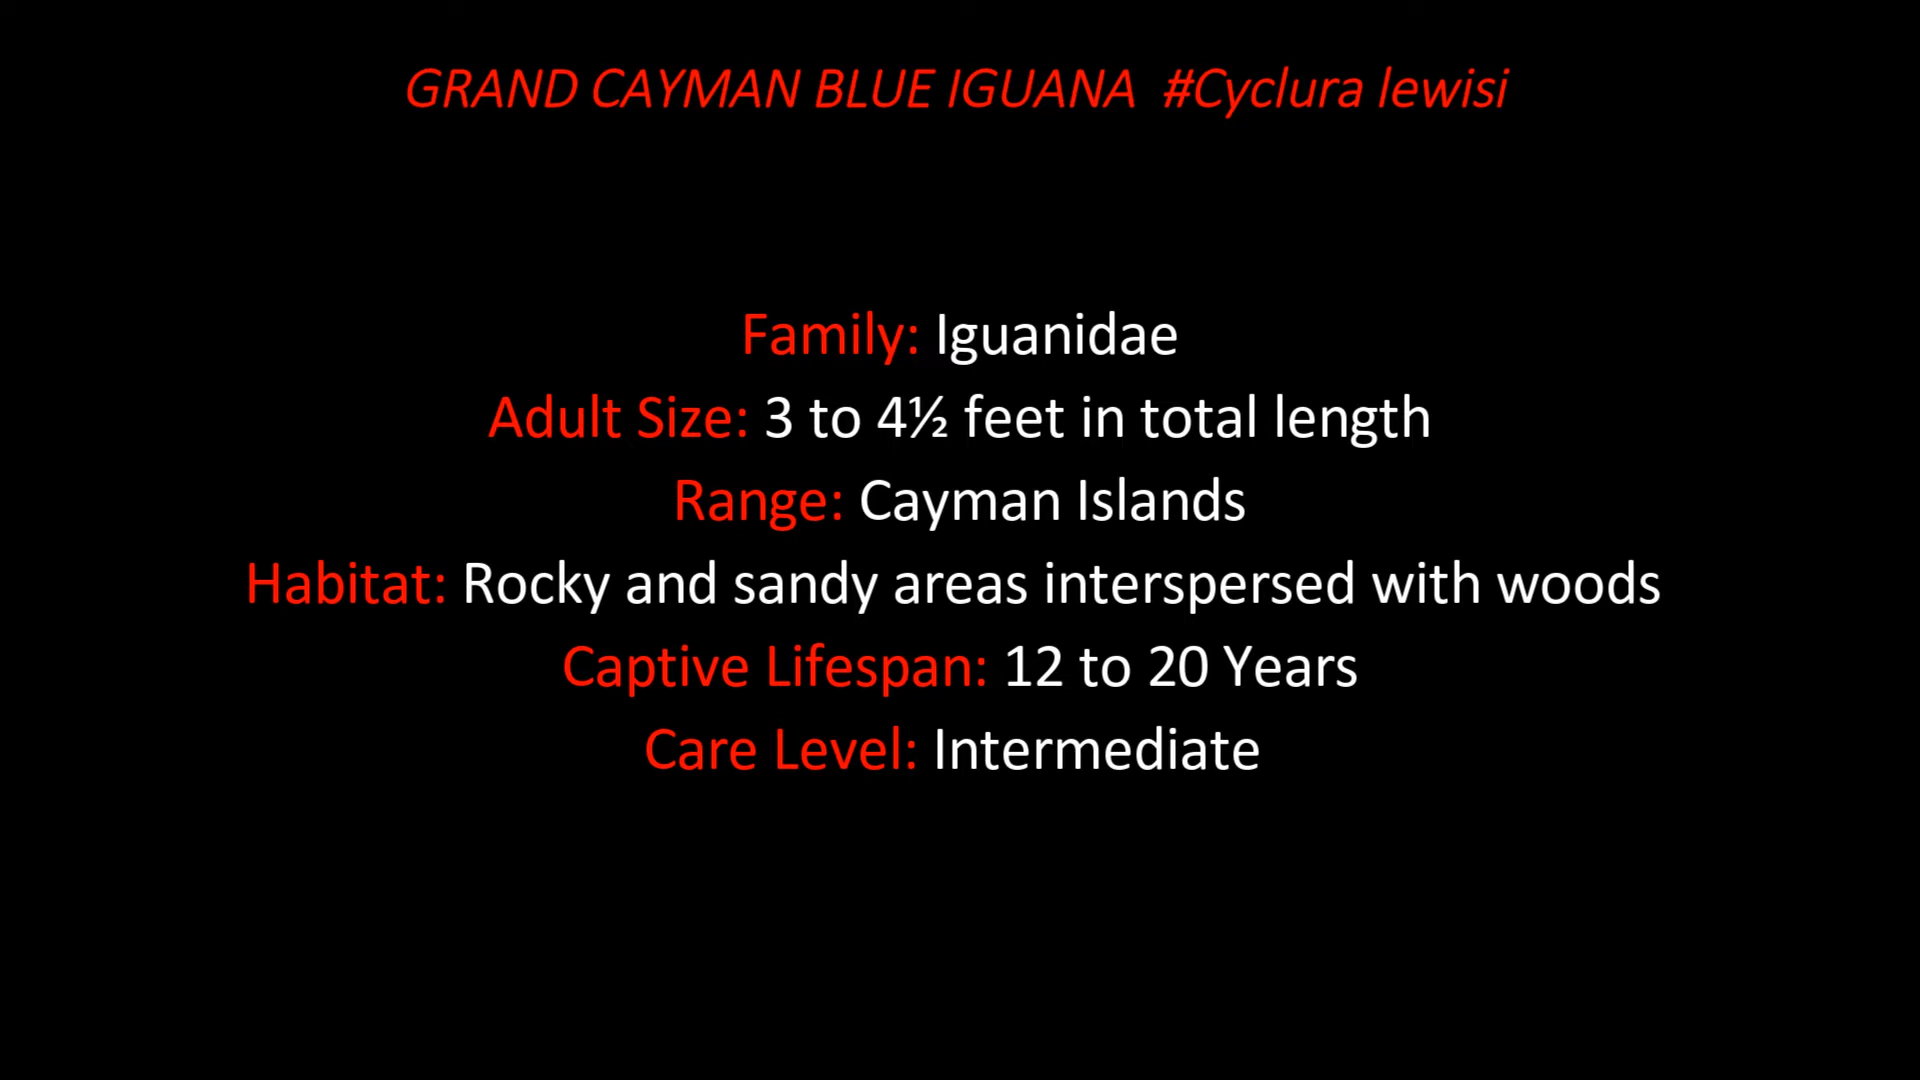 GRAND CAYMAN BLUE IGUANA #Cyclura lewisi
Family: Iguanidae
Adult Size: 3 to 4½ feet in total length
Range: Cayman Islands
Habitat: Rocky and sandy areas interspersed with woods
Captive Lifespan: 12 to 20 Years
Care Level: Intermediate